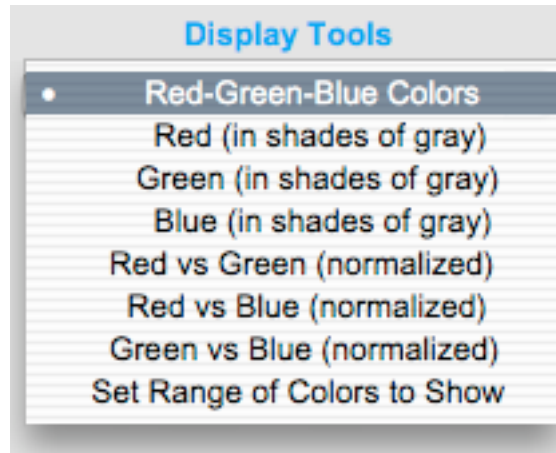 Display Tools
• Red-Green-Blue Colors
Red (in shades of gray)
Green (in shades of gray)
Blue (in shades of gray)
Red vs Green (normalized)
Red vs Blue (normalized)
Green vs Blue (normalized)
Set Range of Colors to Show